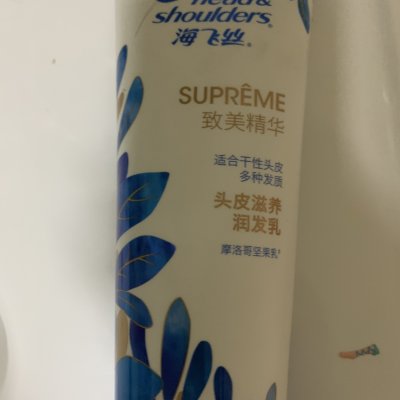 head&
shoulders®
海飞丝
SUPRÊME
致美精华
适合干性头皮
多种发质
头皮滋养
润发乳
摩洛哥坚果乳*